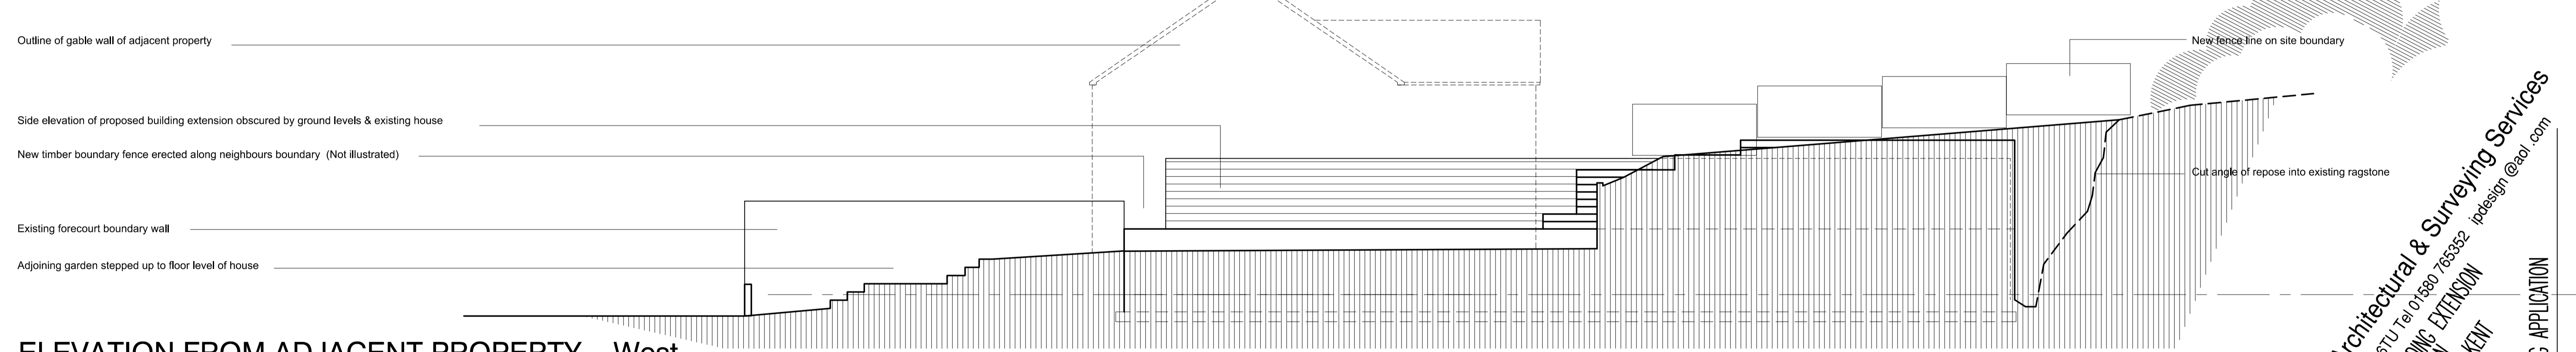 Outline of gable wall of adjacent property
New fence line on site boundary
Side elevation of proposed building extension obscured by ground levels & existing house
New timber boundary fence erected along neighbours boundary (Not illustrated)
Cut angle of repose into existing ragstone
Existing forecourt boundary wall
Adjoining garden stepped up to floor level of house
ELEVATION FROM ADJACENT PROPERTY - West
Architectural & Surveying Services
Tel 01580 765352 ipdesign @aol .com
EXTENSION
KENT
APPLICATION